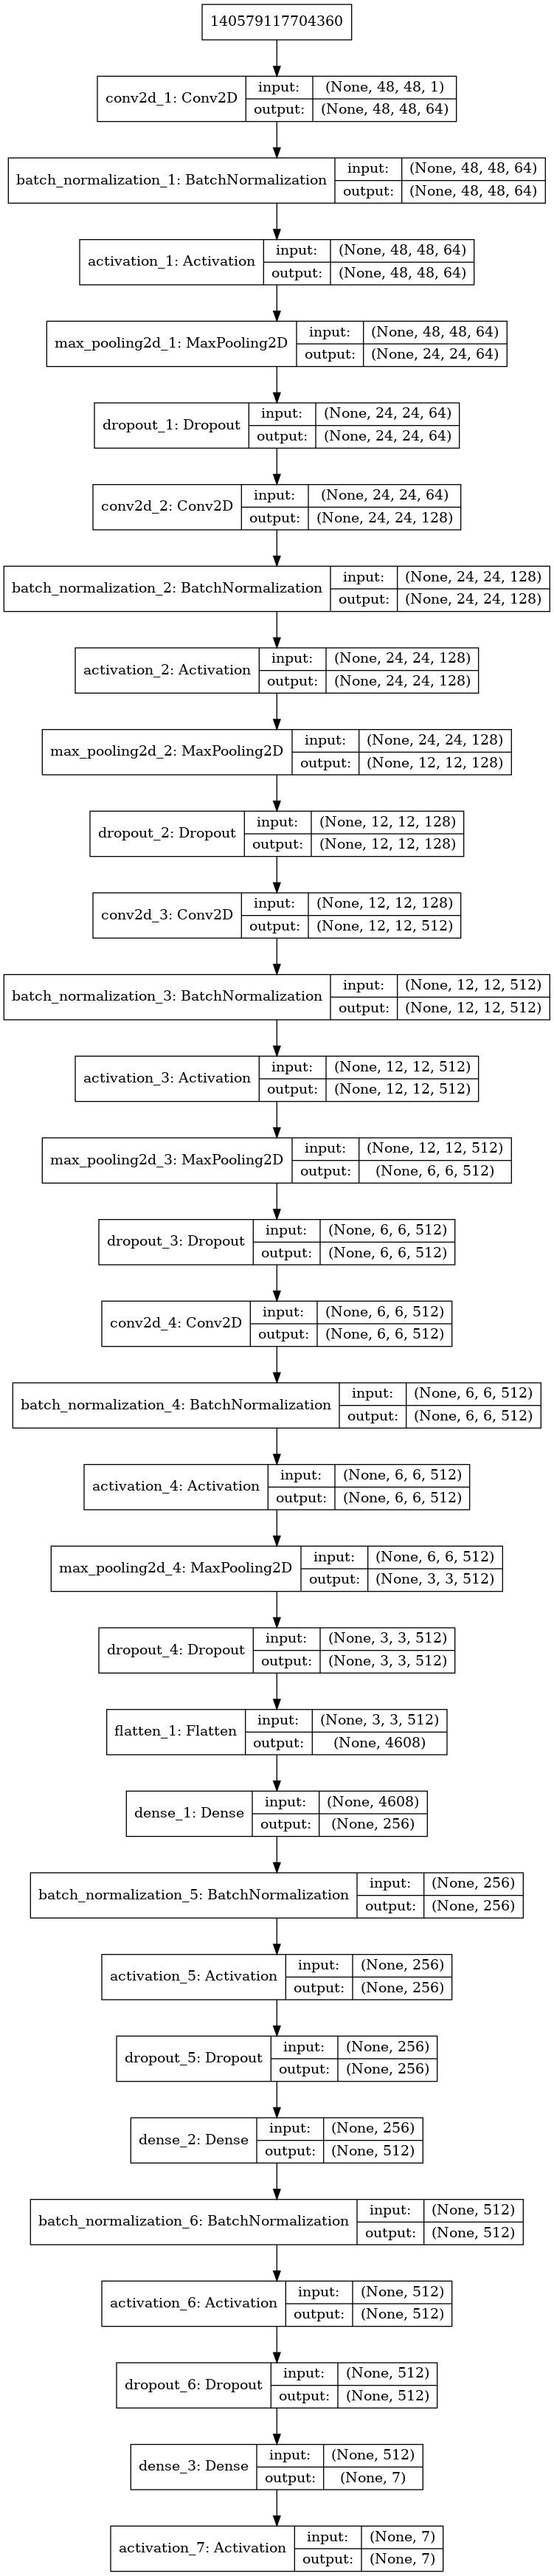 140579117704360
conv2d_1: Conv2D
input: (None, 48, 48, 1)
output: (None, 48, 48, 64)
batch_normalization_1: BatchNormalization
input: (None, 48, 48, 64)
output: (None, 48, 48, 64)
activation_1: Activation
input: (None, 48, 48, 64)
output: (None, 48, 48, 64)
max_pooling2d_1: MaxPooling2D
input: (None, 48, 48, 64)
output: (None, 24, 24, 64)
dropout_1: Dropout
input: (None, 24, 24, 64)
output: (None, 24, 24, 64)
conv2d_2: Conv2D
input: (None, 24, 24, 64)
output: (None, 24, 24, 128)
batch_normalization_2: BatchNormalization
input: (None, 24, 24, 128)
output: (None, 24, 24, 128)
activation_2: Activation
input: (None, 24, 24, 128)
output: (None, 24, 24, 128)
max_pooling2d_2: MaxPooling2D
input: (None, 24, 24, 128)
output: (None, 12, 12, 128)
dropout_2: Dropout
input: (None, 12, 12, 128)
output: (None, 12, 12, 128)
conv2d_3: Conv2D
input: (None, 12, 12, 128)
output: (None, 12, 12, 512)
batch_normalization_3: BatchNormalization
input: (None, 12, 12, 512)
output: (None, 12, 12, 512)
activation_3: Activation
input: (None, 12, 12, 512)
output: (None, 12, 12, 512)
max_pooling2d_3: MaxPooling2D
input: (None, 12, 12, 512)
output: (None, 6, 6, 512)
dropout_3: Dropout
input: (None, 6, 6, 512)
output: (None, 6, 6, 512)
conv2d_4: Conv2D
input: (None, 6, 6, 512)
output: (None, 6, 6, 512)
batch_normalization_4: BatchNormalization
input: (None, 6, 6, 512)
output: (None, 6, 6, 512)
activation_4: Activation
input: (None, 6, 6, 512)
output: (None, 6, 6, 512)
max_pooling2d_4: MaxPooling2D
input: (None, 6, 6, 512)
output: (None, 3, 3, 512)
dropout_4: Dropout
input: (None, 3, 3, 512)
output: (None, 3, 3, 512)
flatten_1: Flatten
input: (None, 3, 3, 512)
output: (None, 4608)
dense_1: Dense
input: (None, 4608)
output: (None, 256)
batch_normalization_5: BatchNormalization
input: (None, 256)
output: (None, 256)
activation_5: Activation
input: (None, 256)
output: (None, 256)
dropout_5: Dropout
input: (None, 256)
output: (None, 256)
dense_2: Dense
input: (None, 256)
output: (None, 512)
batch_normalization_6: BatchNormalization
input: (None, 512)
output: (None, 512)
activation_6: Activation
input: (None, 512)
output: (None, 512)
dropout_6: Dropout
input: (None, 512)
output: (None, 512)
dense_3: Dense
input: (None, 512)
output: (None, 7)
activation_7: Activation
input: (None, 7)
output: (None, 7)